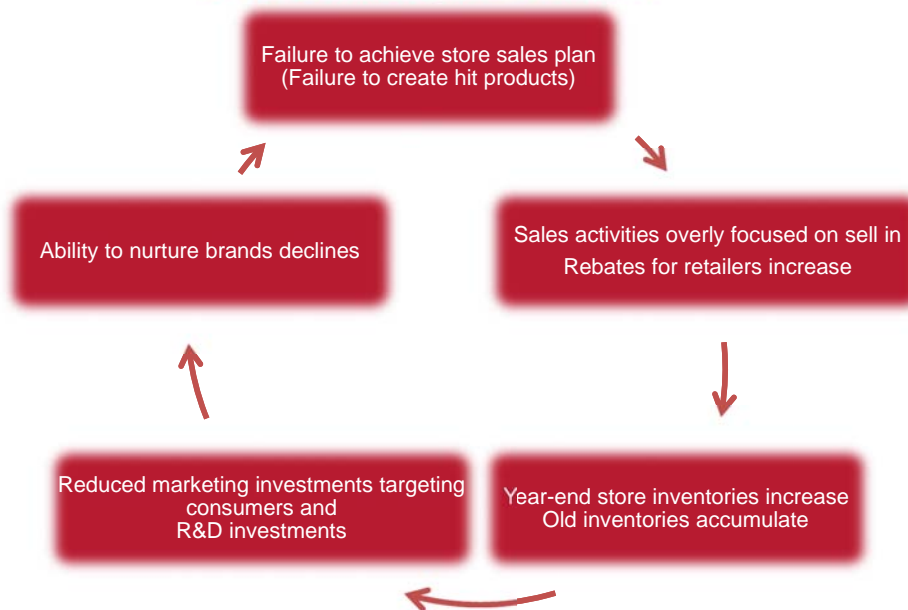 Failure to achieve store sales plan
(Failure to create hit products)
Sales activities overly focused on sell in
Rebates for retailers increase
Year-end store inventories increase
Old inventories accumulate
Reduced marketing investments targeting
consumers and
R&D investments
Ability to nurture brands declines